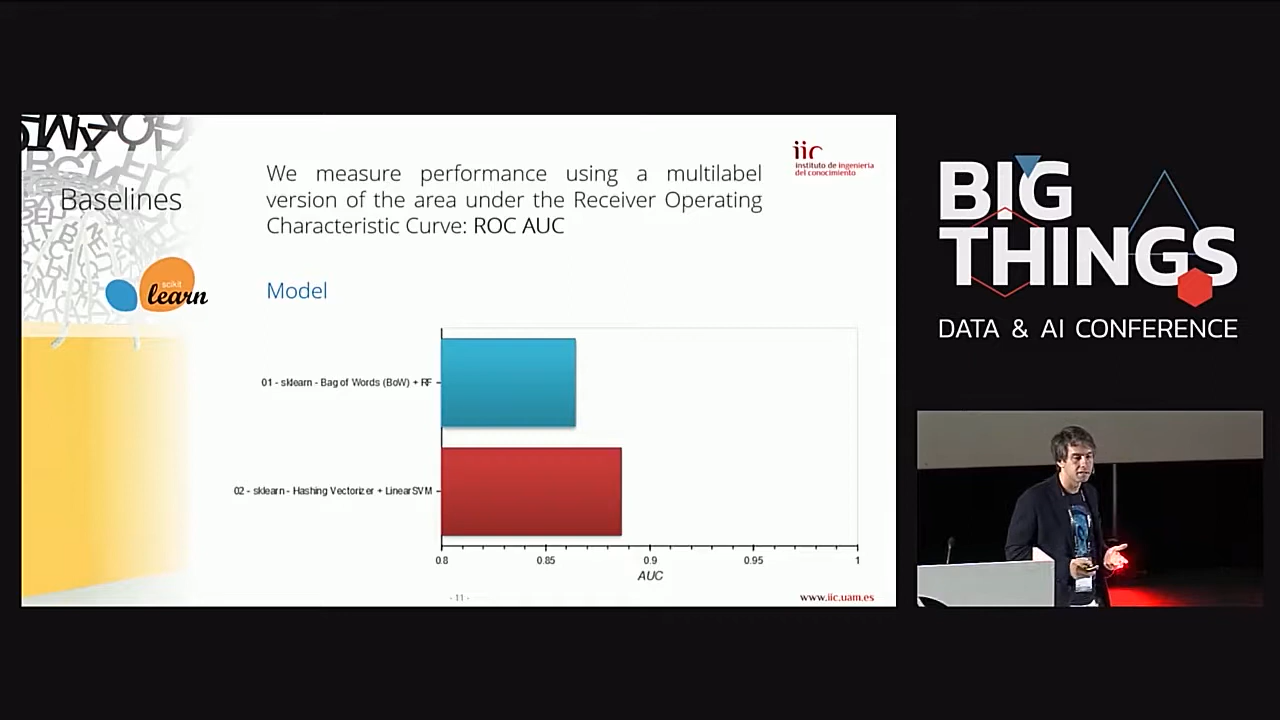 Baselines
scikit
learn
We measure performance using a multilabel
version of the area under the Receiver Operating
Characteristic Curve: ROC AUC
iic
instituto de ingeniería
del conocimiento
Model
01 - sklearn - Bag of Words (BoW) + RF
02 - sklearn - Hashing Vectorizer + LinearSVM
0.8
0.85
0.9
0.95
1
AUC
- 11 -
www.iic.uam.es
BIG
THINGS
DATA & AI CONFERENCE